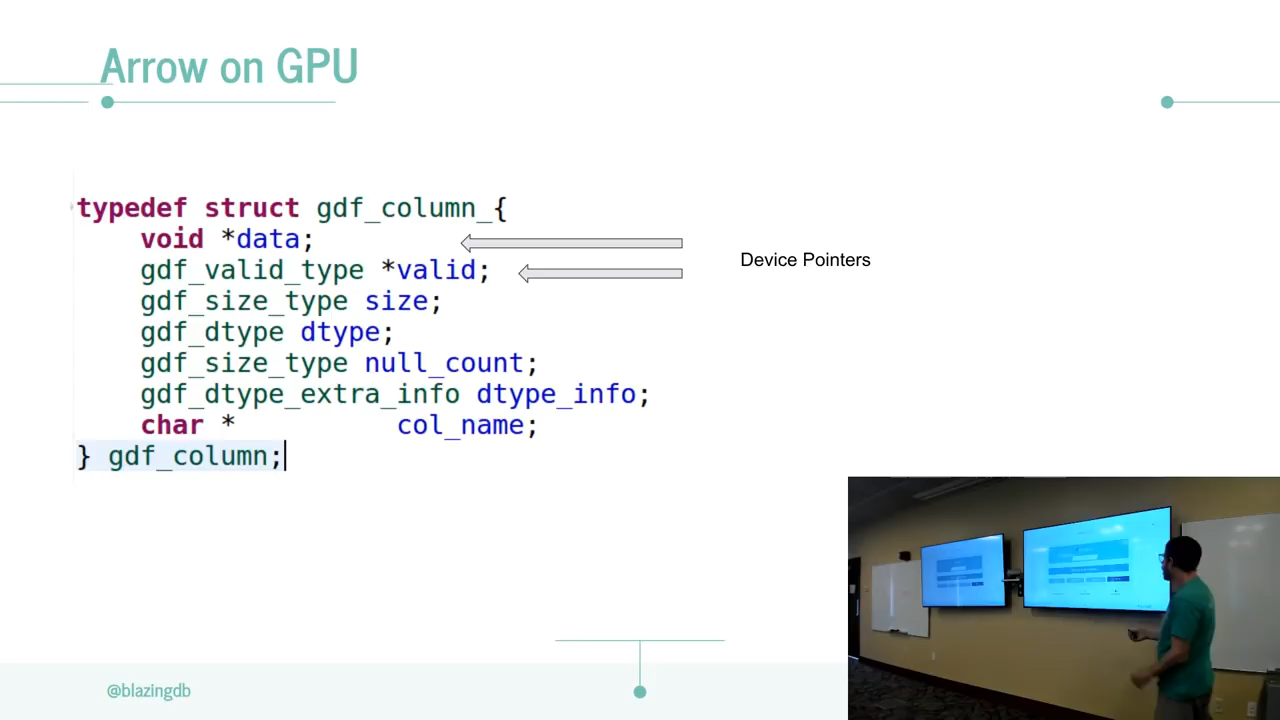 Arrow on GPU
typedef struct gdf_column_{
void *data;
gdf_valid_type *valid;
Device Pointers
gdf_size_type size;
gdf_dtype dtype;
gdf_size_type null_count;
gdf_dtype_extra_info dtype_info;
char * col_name;
} gdf_column;
@blazingdb